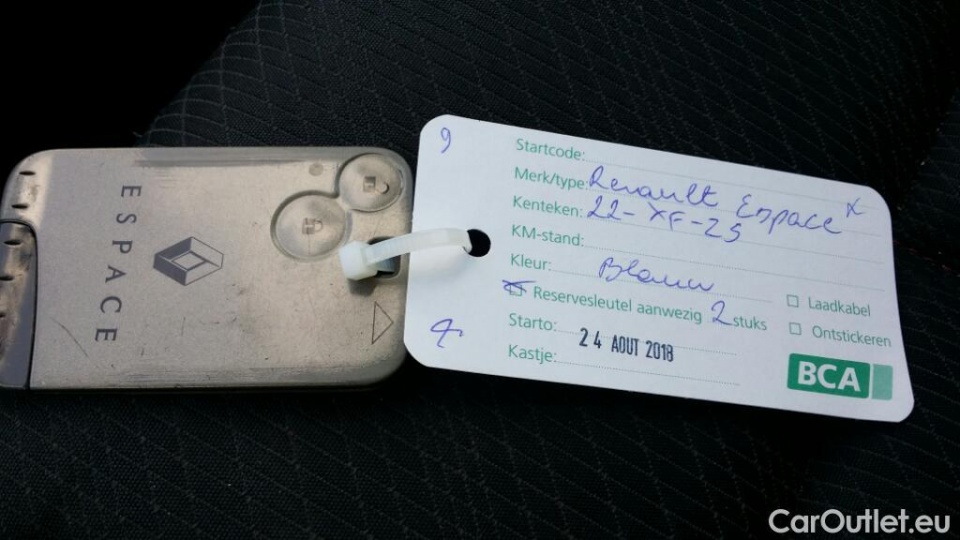 ESPACE
9
Startcode:
Merk/type: Renault Espace
Kenteken: 22-XF-25
KM-stand:
Kleur: Blauw
Reservesleutel aanwezig 2 stuks
Starto: 24 AOUT 2018
Kastje:
Laadkabel
Ontstickeren
BCA
CarOutlet.eu